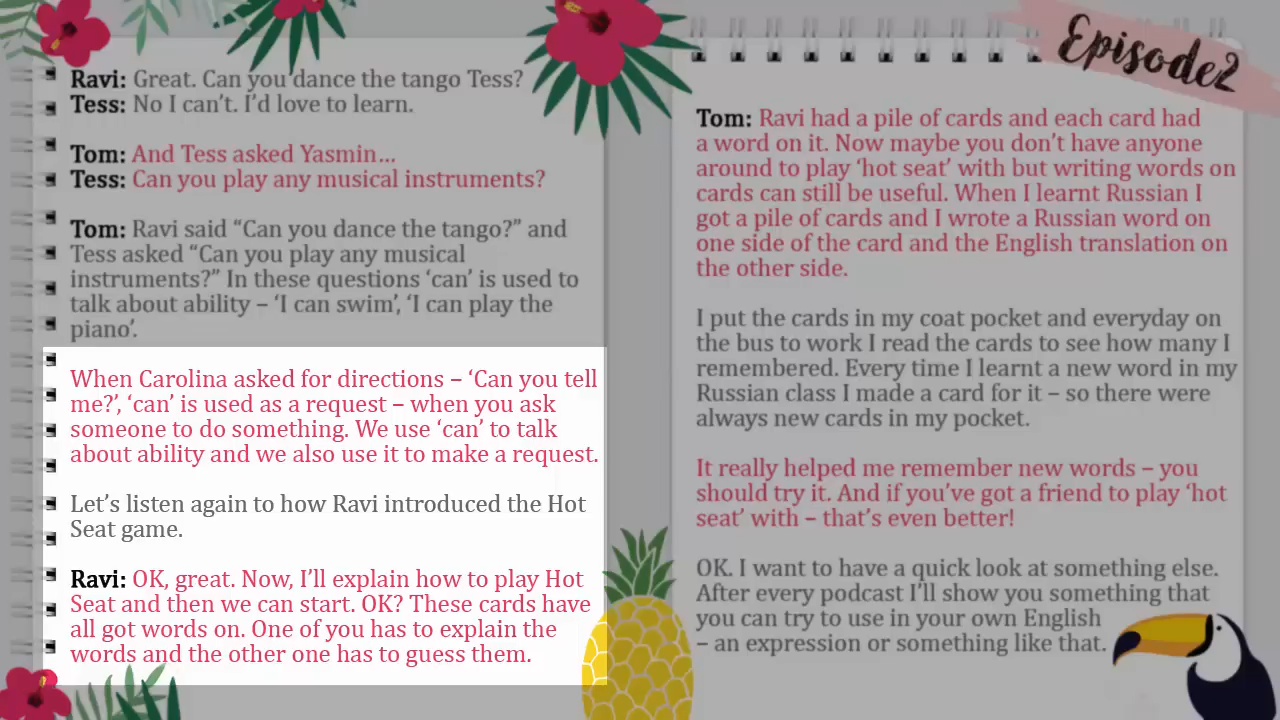 Ravi: Great. Can you dance the tango Tess?
Tess: No I can't. I'd love to learn.
Tom: And Tess asked Yasmin...
Tess: Can you play any musical instruments?
Tom: Ravi said “Can you dance the tango?” and
Tess asked “Can you play any musical
instruments?” In these questions ‘can’ is used to
talk about ability – ‘I can swim’, ‘I can play the
piano’.
When Carolina asked for directions – ‘Can you tell
me?’, ‘can’ is used as a request – when you ask
someone to do something. We use ‘can’ to talk
about ability and we also use it to make a request.
Let’s listen again to how Ravi introduced the Hot
Seat game.
Ravi: OK, great. Now, I’ll explain how to play Hot
Seat and then we can start. OK? These cards have
all got words on. One of you has to explain the
words and the other one has to guess them.
Episode2
Tom: Ravi had a pile of cards and each card had
a word on it. Now maybe you don’t have anyone
around to play ‘hot seat’ with but writing words on
cards can still be useful. When I learnt Russian I
got a pile of cards and I wrote a Russian word on
one side of the card and the English translation on
the other side.
I put the cards in my coat pocket and everyday on
the bus to work I read the cards to see how many I
remembered. Every time I learnt a new word in my
Russian class I made a card for it – so there were
always new cards in my pocket.
It really helped me remember new words – you
should try it. And if you’ve got a friend to play ‘hot
seat’ with – that’s even better!
OK. I want to have a quick look at something else.
After every podcast I’ll show you something that
you can try to use in your own English
– an expression or something like that.